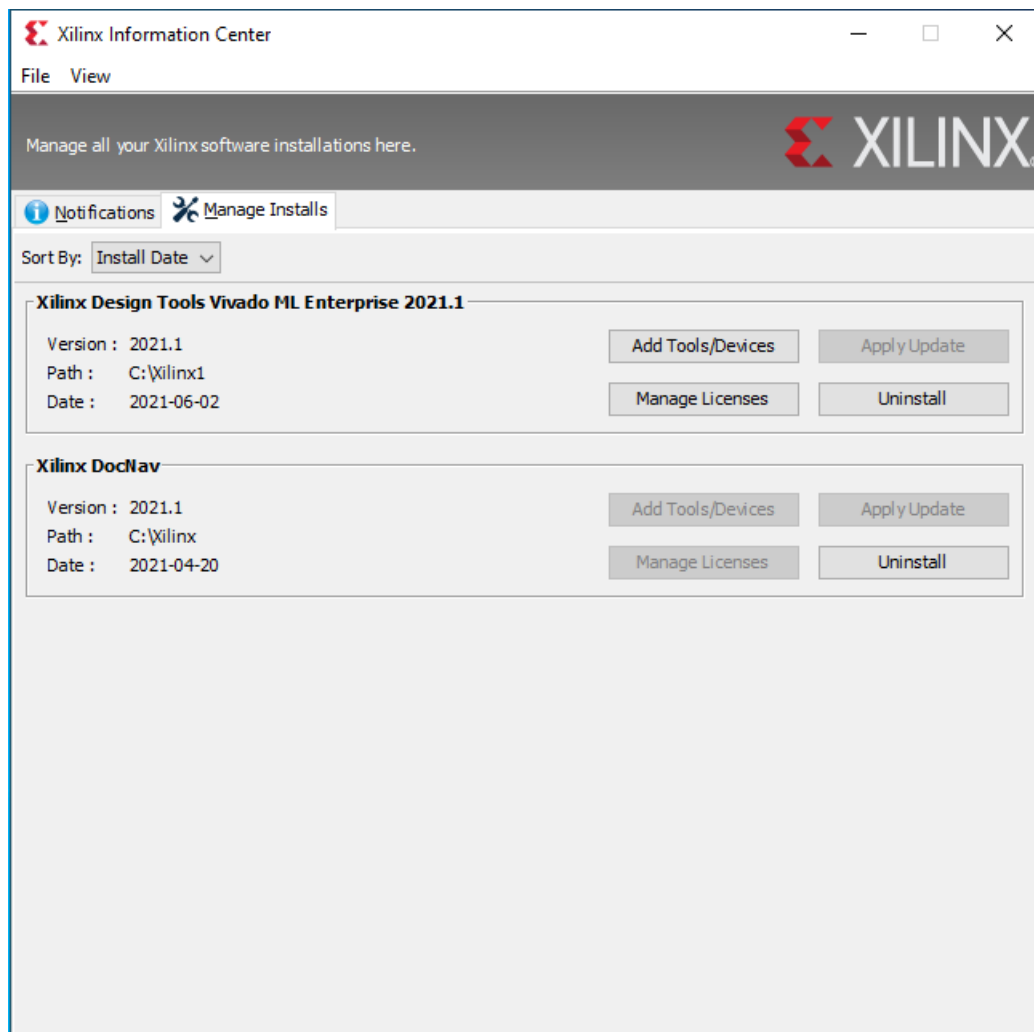 Xilinx Information Center
File View
Manage all your Xilinx software installations here.
XILINX
Notifications Manage Installs
Sort By: Install Date
Xilinx Design Tools Vivado ML Enterprise 2021.1
Version : 2021.1 Add Tools/Devices Apply Update
Path : C:\Xilinx1
Date : 2021-06-02 Manage Licenses Uninstall
Xilinx DocNav
Version : 2021.1 Add Tools/Devices Apply Update
Path : C:\Xilinx
Date : 2021-04-20 Manage Licenses Uninstall